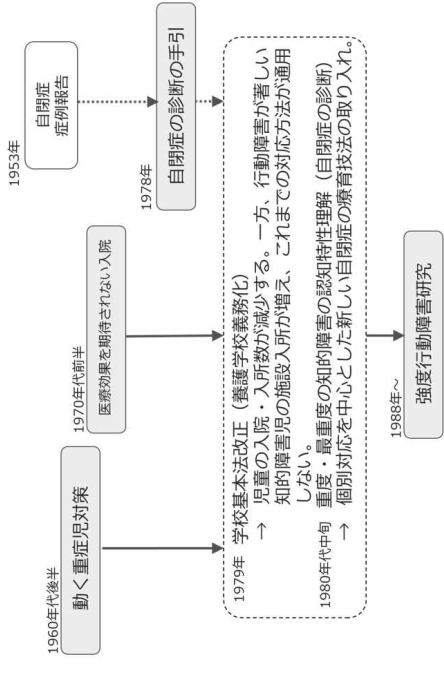 1960年代後半
動く重症児対策
1970年代前半
医療効果を期待されない入院
1953年
自閉症
症例報告
1978年
自閉症の診断の手引
1979年 学校基本法改正（養護学校義務化）
→ 児童の入院・入所数が減少する。一方、行動障害が著しい
知的障害児の施設入所が増え、これまでの対応方法が通用
しない。
1980年代中旬 重度・最重度の知的障害の認知特性理解（自閉症の診断）
→ 個別対応を中心とした新しい自閉症の療育技法の取り入れ。
1988年～
強度行動障害研究